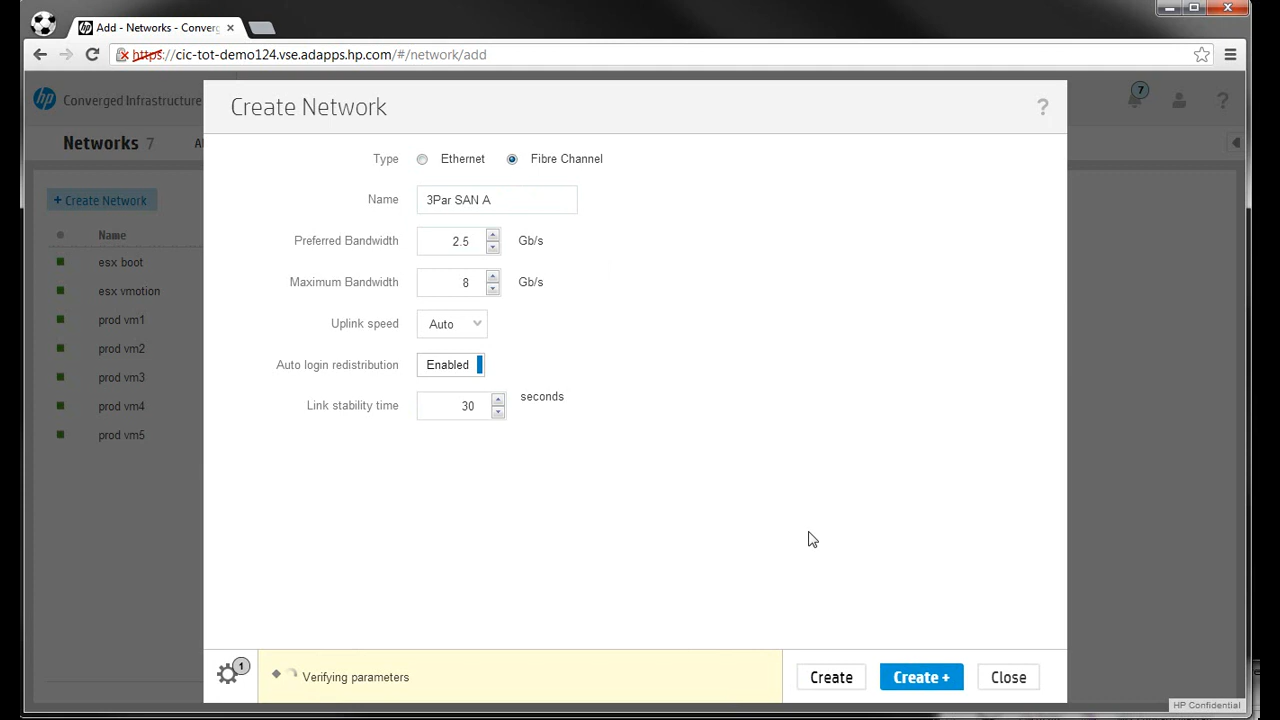 Add - Networks - Converg
https://cic-tot-demo124.vse.adapps.hp.com/#/network/add
hp Converged Infrastructure
7
?
Networks 7
Create Network
?
+ Create Network
Name
esx boot
esx vmotion
prod vm1
prod vm2
prod vm3
prod vm4
prod vm5
Type Ethernet Fibre Channel
Name 3Par SAN A
Preferred Bandwidth 2.5 Gb/s
Maximum Bandwidth 8 Gb/s
Uplink speed Auto
Auto login redistribution Enabled
Link stability time 30 seconds
1
Verifying parameters
Create Create + Close
HP Confidential